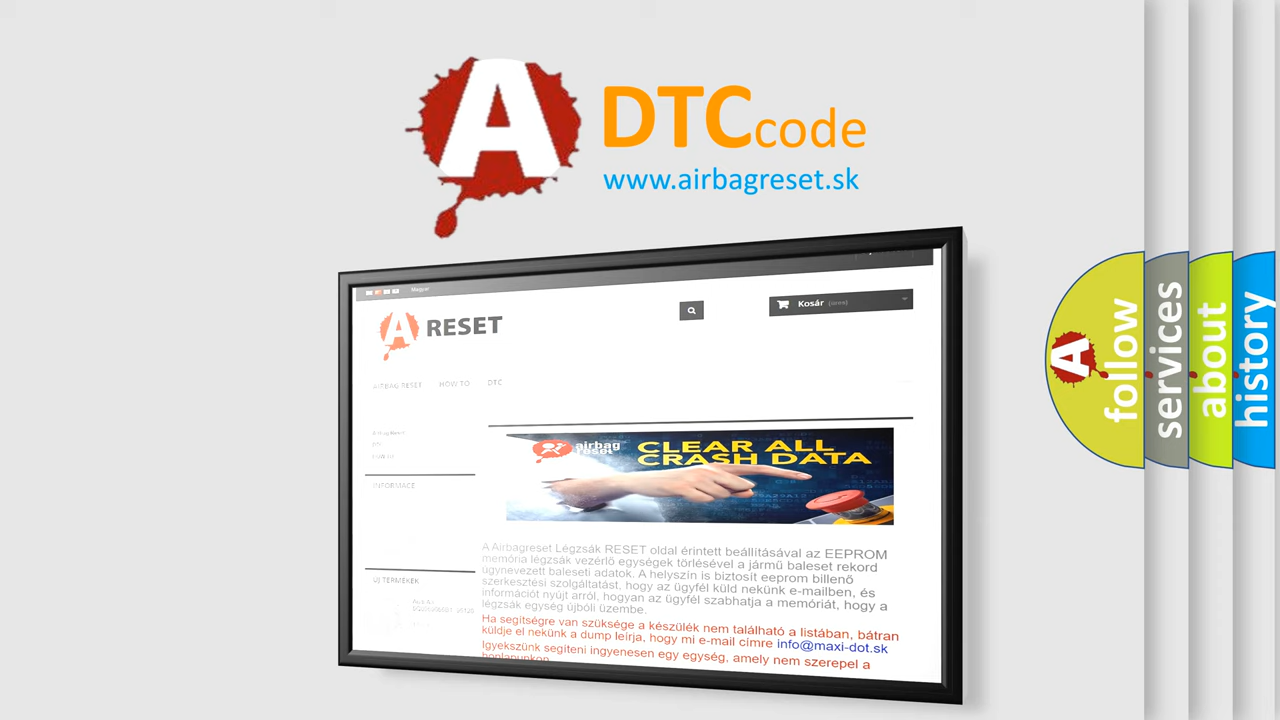 A
DTC code
www.airbagreset.sk
Magyar
Kosár (üres)
A RESET
AIRBAG RESET HOW TO DTC
INFORMACE
airbag
reset
CLEAR ALL
CRASH DATA
A Airbagreset Légzsák RESET oldal érintett beállításával az EEPROM
memória légzsák vezérlő egységek törlésével a jármű baleset rekord
úgynevezett baleseti adatok. A helyszín is biztosít eeprom billenő
szerkesztési szolgáltatást, hogy az ügyfél küld nekünk e-mailben, és
információt nyújt arról, hogyan az ügyfél szabhatja a memóriát, hogy a
légzsák egység újbóli üzembe.
Ha segítségre van szüksége a készülék nem található a listában, bátran
küldje el nekünk a dump leírja, hogy mi e-mail címre info@maxi-dot.sk
Igyekszünk segíteni ingyenesen egy egység, amely nem szerepel a
honlapunkon
ÚJ TERMÉKEK
A
follow
services
about
history